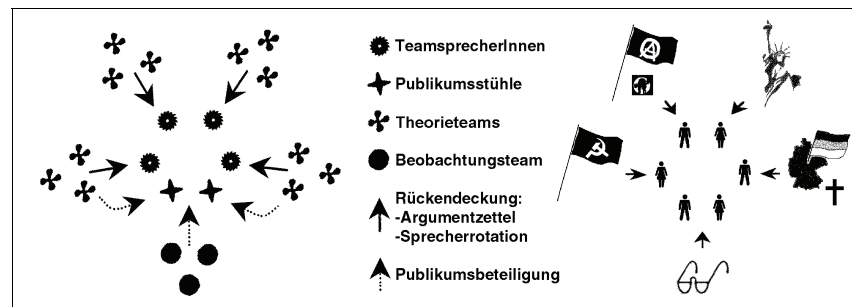 TeamsprecherInnen
Publikumsstühle
Theorieteams
Beobachtungsteam
Rückendeckung:
-Argumentzettel
-Sprecherrotation
Publikumsbeteiligung